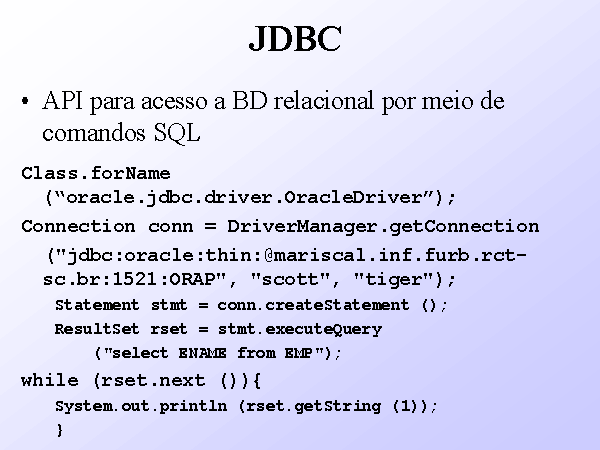 JDBC
• API para acesso a BD relacional por meio de
comandos SQL
Class.forName
(“oracle.jdbc.driver.OracleDriver”);
Connection conn = DriverManager.getConnection
("jdbc:oracle:thin:@mariscal.inf.furb.rct-
sc.br:1521:ORAP", "scott", "tiger");
Statement stmt = conn.createStatement ();
ResultSet rset = stmt.executeQuery
("select ENAME from EMP");
while (rset.next ()){
System.out.println (rset.getString (1));
}